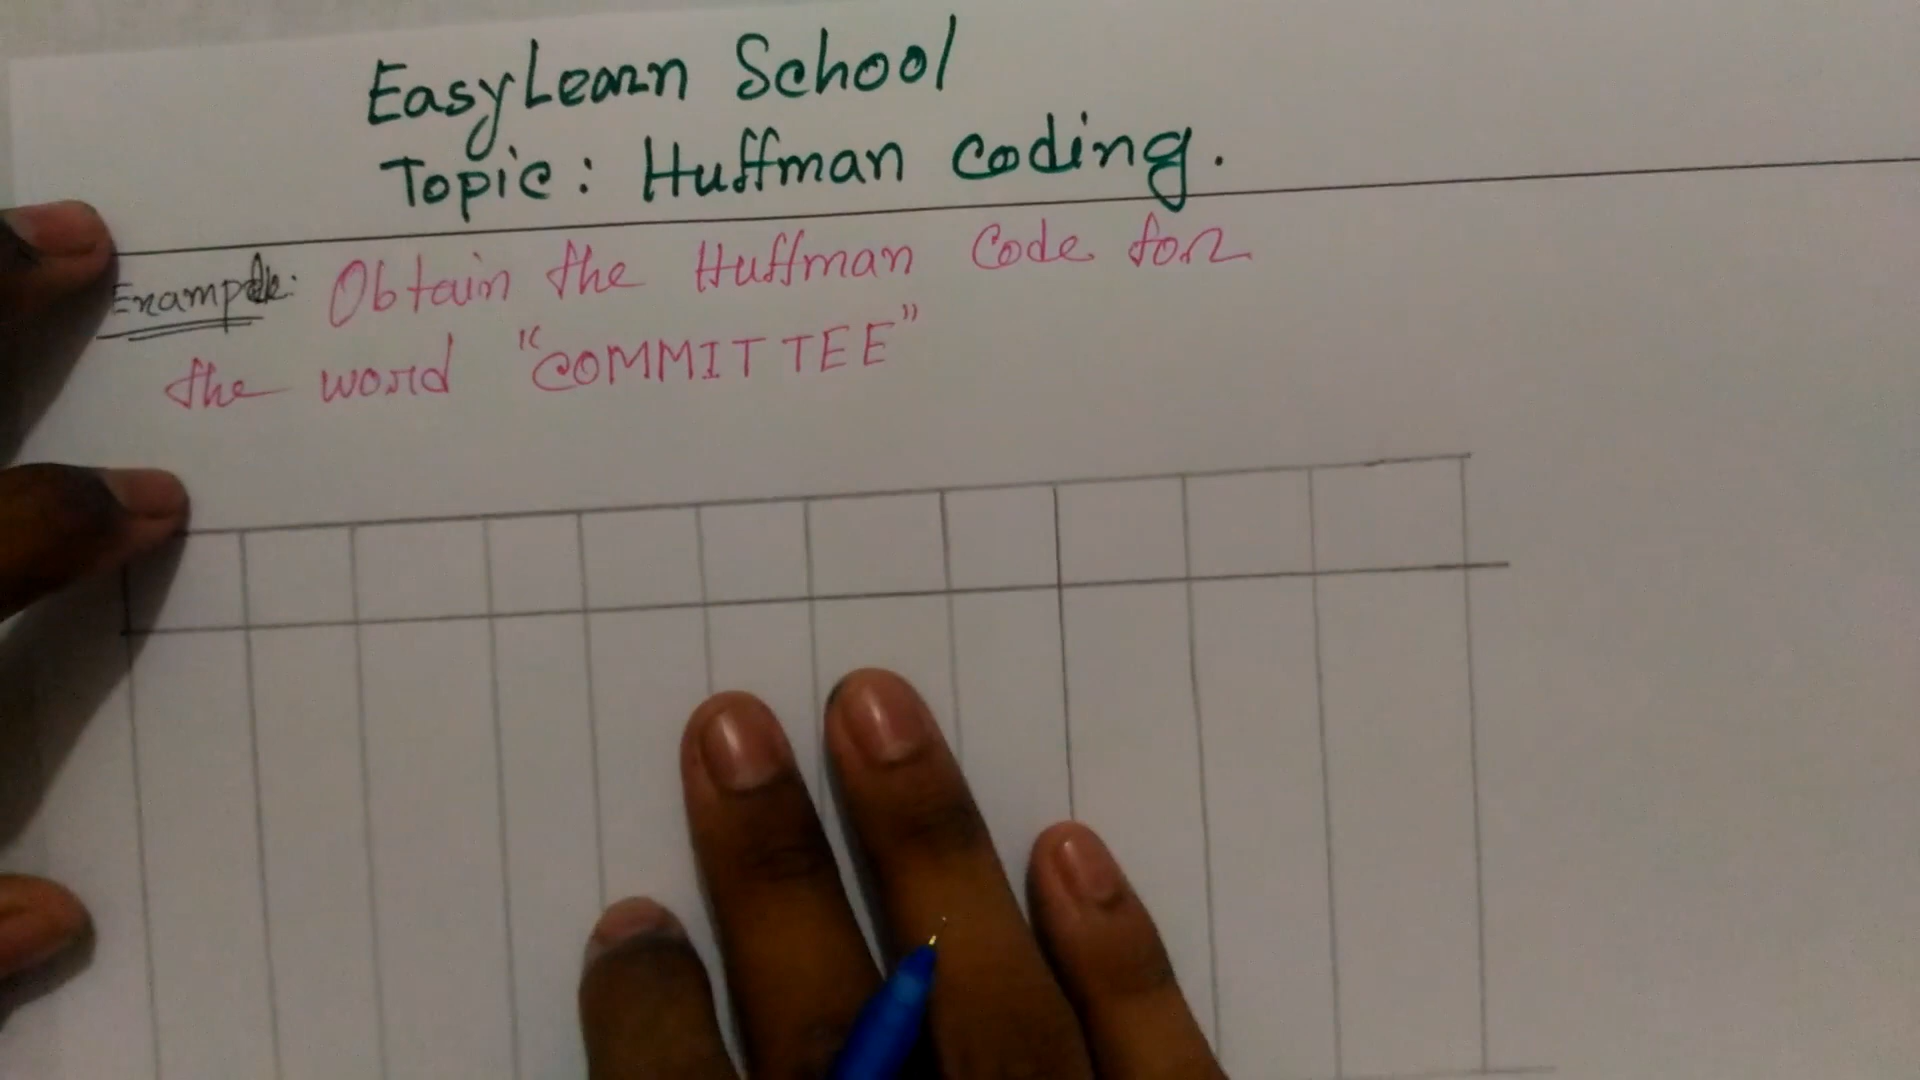 EasyLearn School
Topic: Huffman coding.
Example: Obtain the Huffman Code for
the word "COMMITTEE"